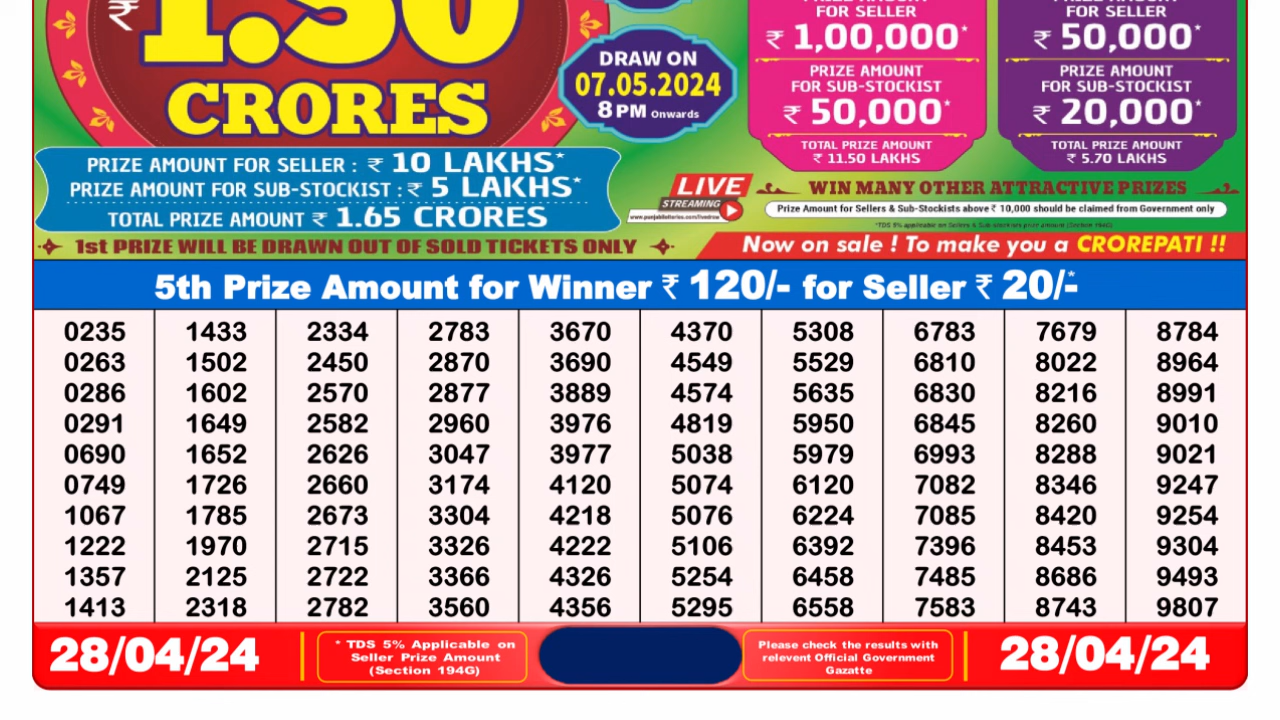 ₹ 1.50
CRORES
PRIZE AMOUNT FOR SELLER : ₹ 10 LAKHS*
PRIZE AMOUNT FOR SUB-STOCKIST : ₹ 5 LAKHS*
TOTAL PRIZE AMOUNT ₹ 1.65 CRORES
1st PRIZE WILL BE DRAWN OUT OF SOLD TICKETS ONLY
DRAW ON
07.05.2024
8 PM Onwards
FOR SELLER
₹ 1,00,000*
PRIZE AMOUNT
FOR SUB-STOCKIST
₹ 50,000*
TOTAL PRIZE AMOUNT
₹ 11.50 LAKHS
FOR SELLER
₹ 50,000*
PRIZE AMOUNT
FOR SUB-STOCKIST
₹ 20,000*
TOTAL PRIZE AMOUNT
₹ 5.70 LAKHS
LIVE
STREAMING
WIN MANY OTHER ATTRACTIVE PRIZES
Prize Amount for Sellers & Sub-Stockists above ₹ 10,000 should be claimed from Government only
Now on sale ! To make you a CROREPATI !!
5th Prize Amount for Winner ₹ 120/- for Seller ₹ 20/-*
0235 1433 2334 2783 3670 4370 5308 6783 7679 8784
0263 1502 2450 2870 3690 4549 5529 6810 8022 8964
0286 1602 2570 2877 3889 4574 5635 6830 8216 8991
0291 1649 2582 2960 3976 4819 5950 6845 8260 9010
0690 1652 2626 3047 3977 5038 5979 6993 8288 9021
0749 1726 2660 3174 4120 5074 6120 7082 8346 9247
1067 1785 2673 3304 4218 5076 6224 7085 8420 9254
1222 1970 2715 3326 4222 5106 6392 7396 8453 9304
1357 2125 2722 3366 4326 5254 6458 7485 8686 9493
1413 2318 2782 3560 4356 5295 6558 7583 8743 9807
28/04/24
* TDS 5% Applicable on
Seller Prize Amount
(Section 194G)
Please check the results with
relevent Official Government
Gazatte
28/04/24